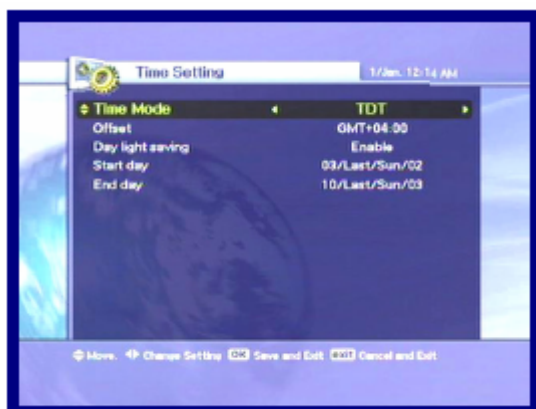 Time Setting
1/Jan. 12:14 AM
Time Mode TDT
Offset GMT+04:00
Day light saving Enable
Start day 03/Last/Sun/02
End day 10/Last/Sun/03
Move. Change Setting OK Save and Exit exit Cancel and Exit